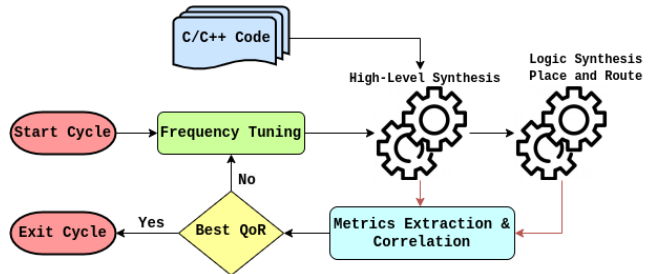 C/C++ Code
High-Level Synthesis
Logic Synthesis
Place and Route
Start Cycle
Frequency Tuning
No
Yes
Exit Cycle
Best QoR
Metrics Extraction &
Correlation